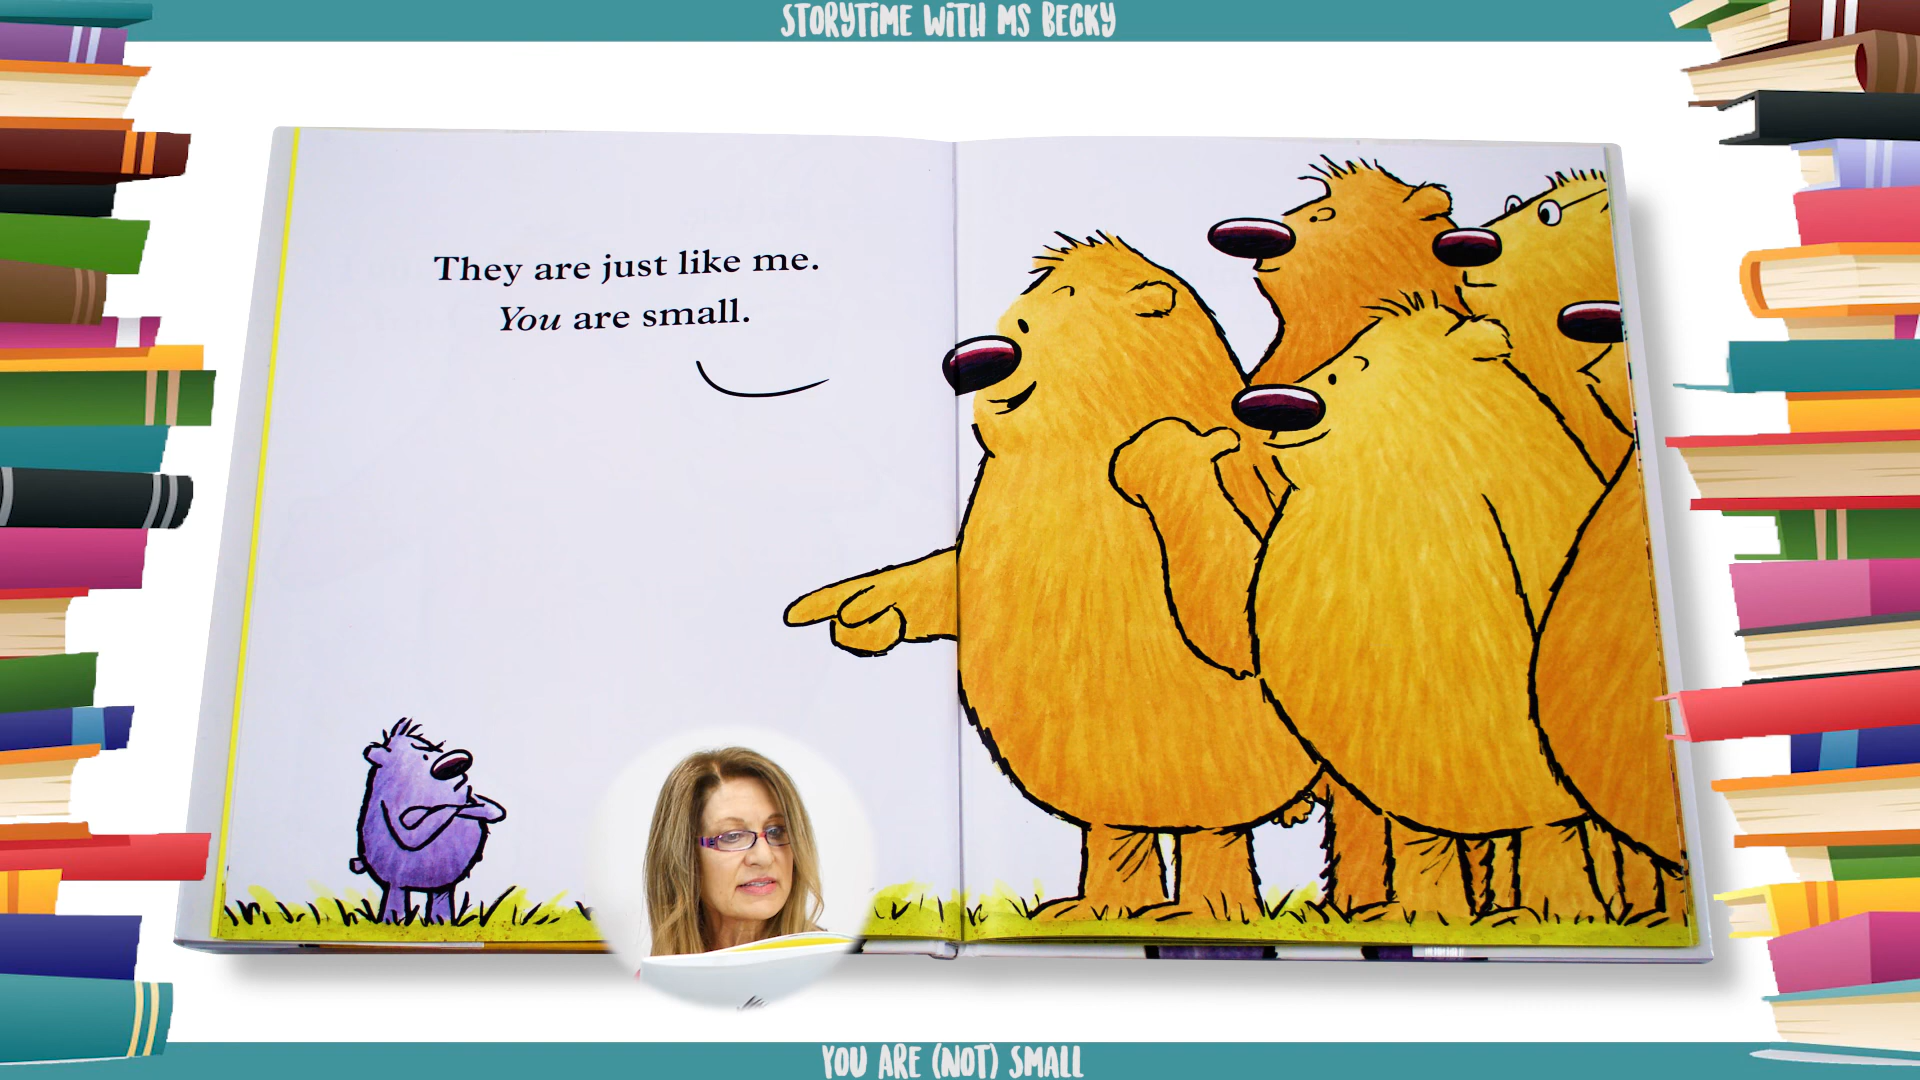 STORYTIME WITH MS BECKY
They are just like me.
You are small.
YOU ARE (NOT) SMALL